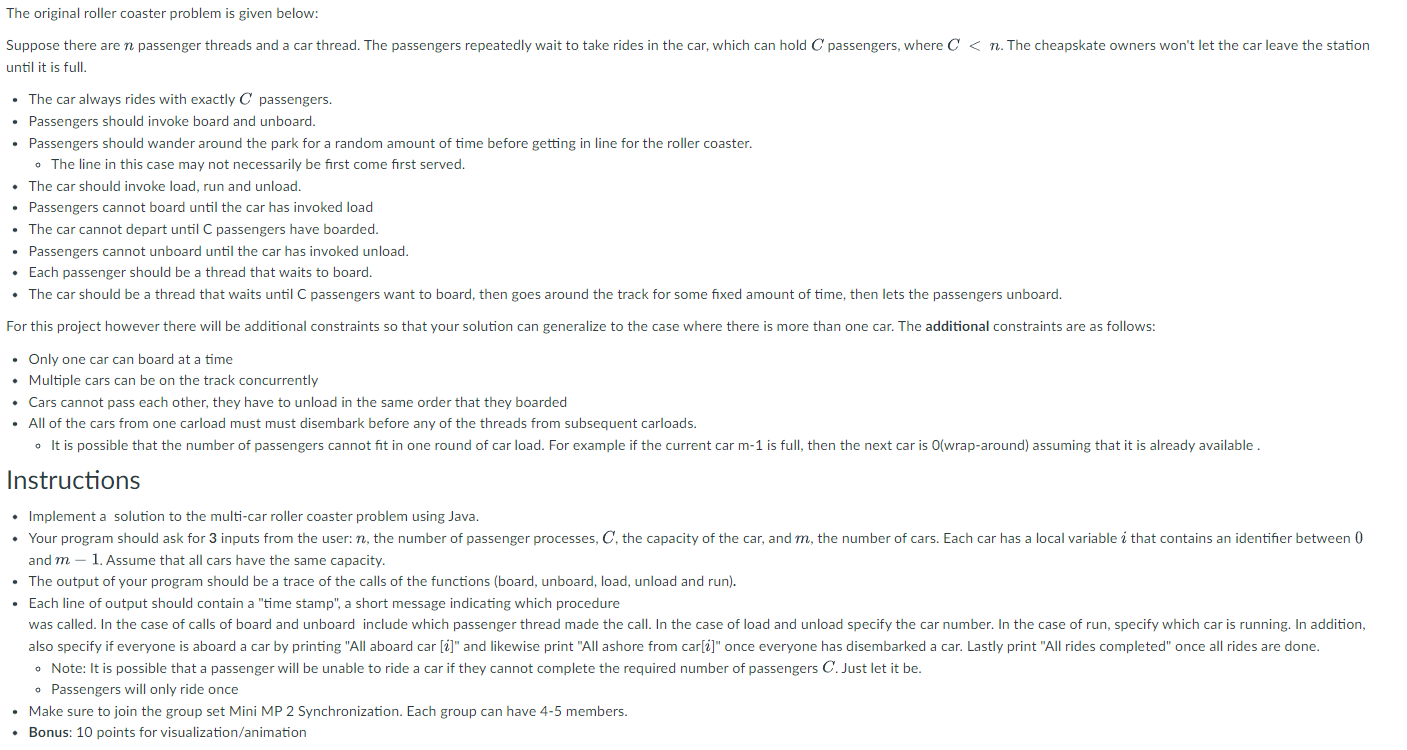 The original roller coaster problem is given below:
Suppose there are n passenger threads and a car thread. The passengers repeatedly wait to take rides in the car, which can hold C passengers, where C < n. The cheapskate owners won't let the car leave the station
until it is full.
• The car always rides with exactly C passengers.
• Passengers should invoke board and unboard.
• Passengers should wander around the park for a random amount of time before getting in line for the roller coaster.
◦ The line in this case may not necessarily be first come first served.
• The car should invoke load, run and unload.
• Passengers cannot board until the car has invoked load
• The car cannot depart until C passengers have boarded.
• Passengers cannot unboard until the car has invoked unload.
• Each passenger should be a thread that waits to board.
• The car should be a thread that waits until C passengers want to board, then goes around the track for some fixed amount of time, then lets the passengers unboard.
For this project however there will be additional constraints so that your solution can generalize to the case where there is more than one car. The additional constraints are as follows:
• Only one car can board at a time
• Multiple cars can be on the track concurrently
• Cars cannot pass each other, they have to unload in the same order that they boarded
• All of the cars from one carload must must disembark before any of the threads from subsequent carloads.
◦ It is possible that the number of passengers cannot fit in one round of car load. For example if the current car m-1 is full, then the next car is 0(wrap-around) assuming that it is already available .
Instructions
• Implement a solution to the multi-car roller coaster problem using Java.
• Your program should ask for 3 inputs from the user: n, the number of passenger processes, C, the capacity of the car, and m, the number of cars. Each car has a local variable i that contains an identifier between 0
and m − 1. Assume that all cars have the same capacity.
• The output of your program should be a trace of the calls of the functions (board, unboard, load, unload and run).
• Each line of output should contain a "time stamp", a short message indicating which procedure
was called. In the case of calls of board and unboard include which passenger thread made the call. In the case of load and unload specify the car number. In the case of run, specify which car is running. In addition,
also specify if everyone is aboard a car by printing "All aboard car [i]" and likewise print "All ashore from car[i]" once everyone has disembarked a car. Lastly print "All rides completed" once all rides are done.
◦ Note: It is possible that a passenger will be unable to ride a car if they cannot complete the required number of passengers C. Just let it be.
◦ Passengers will only ride once
• Make sure to join the group set Mini MP 2 Synchronization. Each group can have 4-5 members.
• Bonus: 10 points for visualization/animation